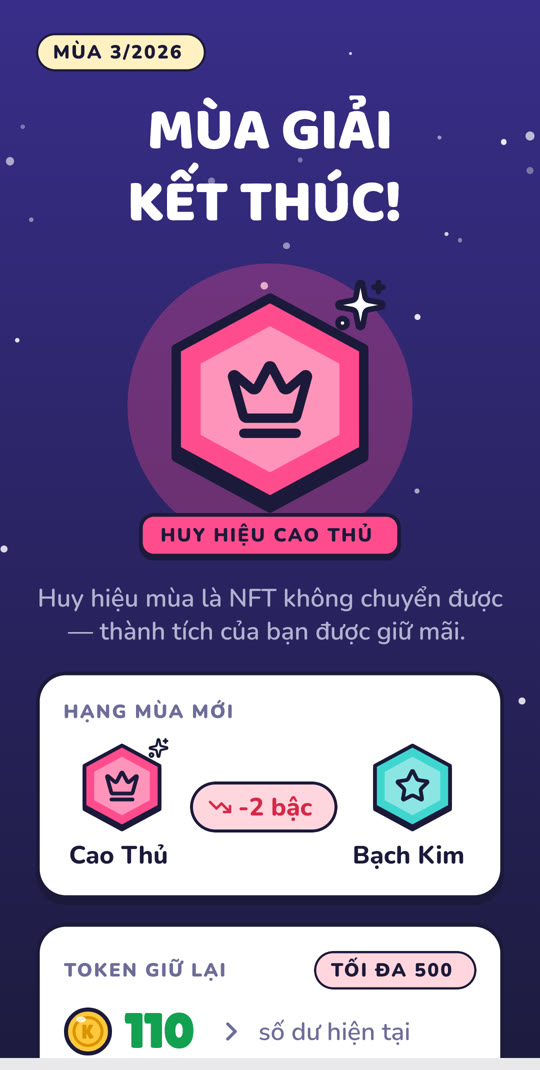 MÙA 3/2026
MÙA GIẢI
KẾT THÚC!
HUY HIỆU CAO THỦ
Huy hiệu mùa là NFT không chuyển được
— thành tích của bạn được giữ mãi.
HẠNG MÙA MỚI
-2 bậc
Cao Thủ
Bạch Kim
TOKEN GIỮ LẠI
TỐI ĐA 500
K
110
số dư hiện tại